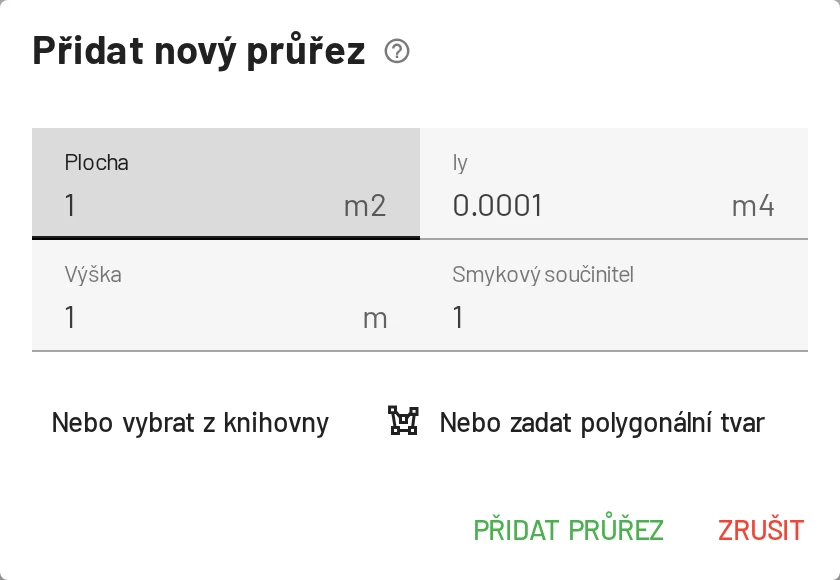 Přidat nový průřez
Plocha
1 m2
Iy
0.0001 m4
Výška
1 m
Smykový součinitel
1
Nebo vybrat z knihovny
Nebo zadat polygonální tvar
PŘIDAT PRŮŘEZ
ZRUŠIT